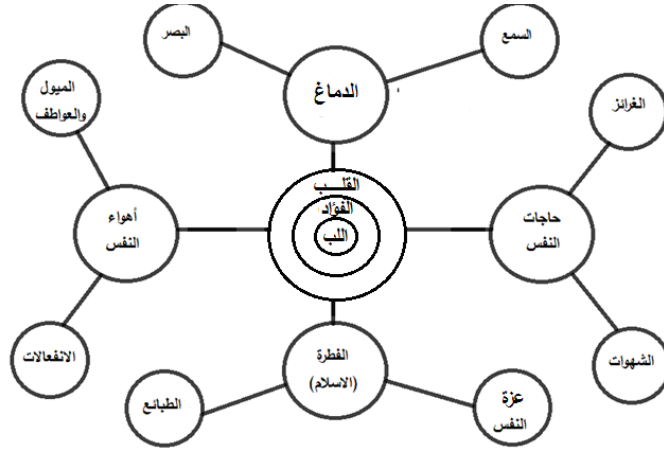 البصر
السمع
الدماغ
الميول
والعواطف
الغرائز
القلب
الفؤاد
اللب
أهواء
النفس
حاجات
النفس
الانفعالات
الفطرة
(الاسلام)
الشهوات
الطبائع
عزة
النفس